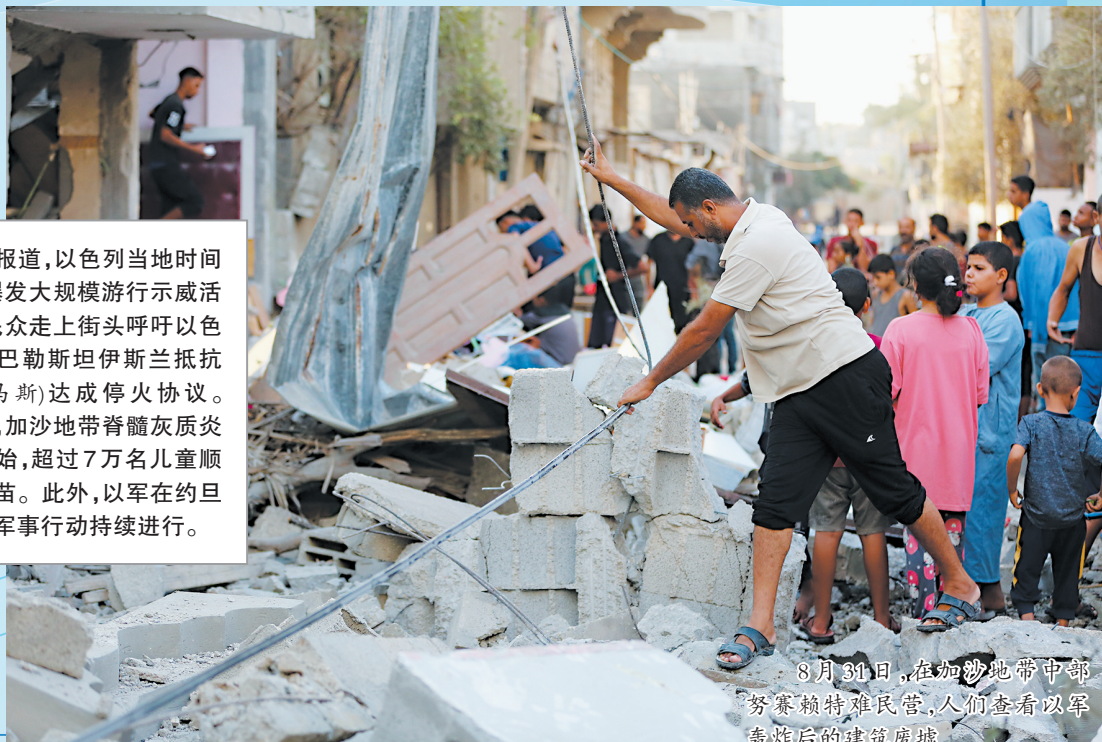 报道,以色列当地时间
爆发大规模游行示威活
众走上街头呼吁以色
巴勒斯坦伊斯兰抵抗
斯)达成停火协议。
加沙地带脊髓灰质炎
始,超过7万名儿童顺
苗。此外,以军在约旦
军事行动持续进行。
8月31日,在加沙地带中部
努赛赖特难民营,人们查看以军
轰炸后的建筑废墟